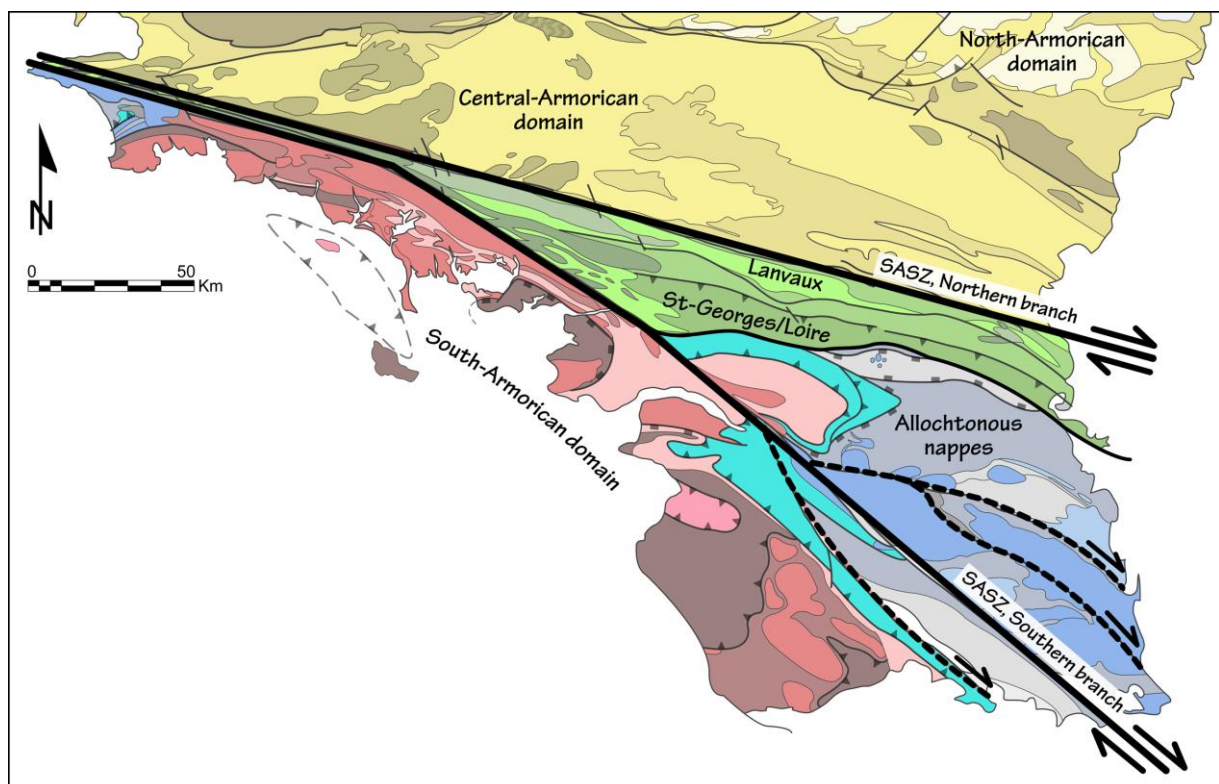 North-Armorican
domain
Central-Armorican
domain
N
0 50
Km
SASZ, Northern branch
Lanvaux
St-Georges/Loire
South-Armorican domain
Allochtonous
nappes
SASZ, Southern branch